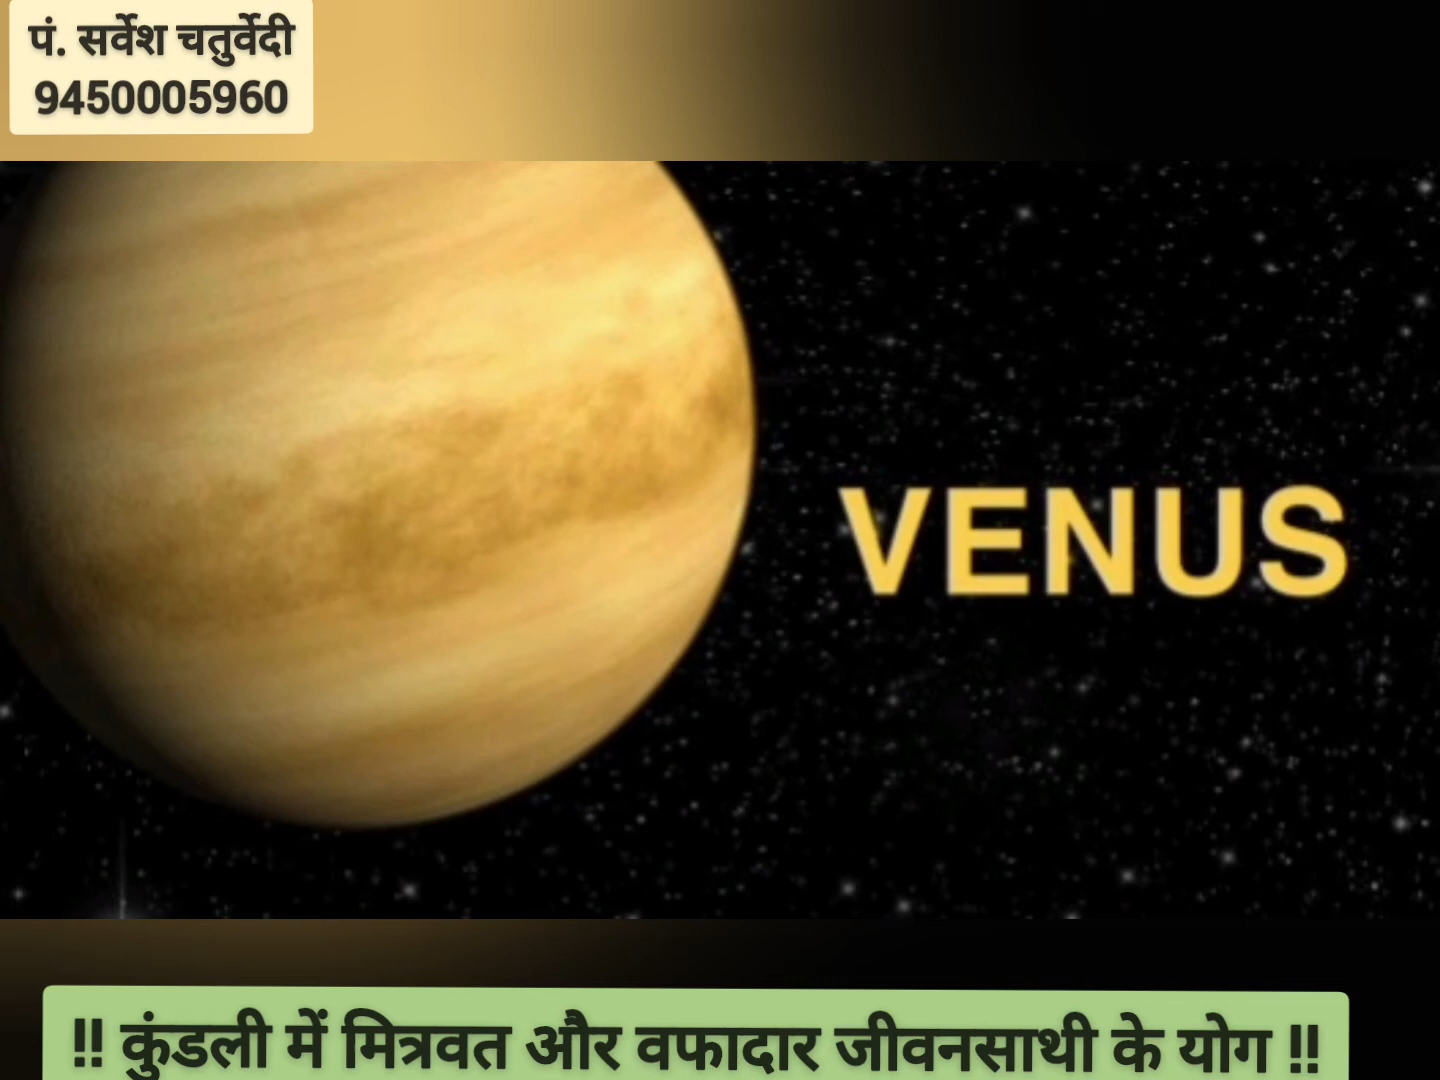 पं. सर्वेश चतुर्वेदी
9450005960
VENUS
!! कुंडली में मित्रवत और वफादार जीवनसाथी के योग !!